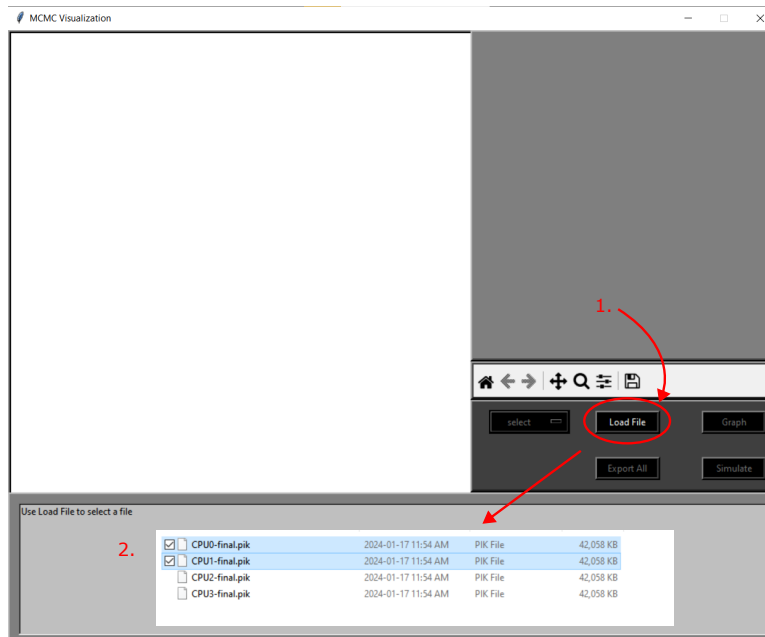 MCMC Visualization
1.
select
Load File
Graph
Export All
Simulate
Use Load File to select a file
2.
CPU0-final.pik 2024-01-17 11:54 AM PIK File 42,058 KB
CPU1-final.pik 2024-01-17 11:54 AM PIK File 42,058 KB
CPU2-final.pik 2024-01-17 11:54 AM PIK File 42,058 KB
CPU3-final.pik 2024-01-17 11:54 AM PIK File 42,058 KB